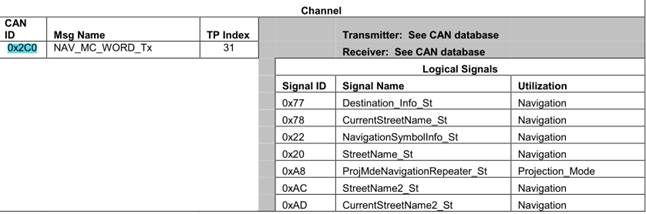 Channel
CAN ID Msg Name TP Index Transmitter: See CAN database
0x2C0 NAV_MC_WORD_Tx 31 Receiver: See CAN database
Logical Signals
Signal ID Signal Name Utilization
0x77 Destination_Info_St Navigation
0x78 CurrentStreetName_St Navigation
0x22 NavigationSymbolInfo_St Navigation
0x20 StreetName_St Navigation
0xA8 ProjMdeNavigationRepeater_St Projection_Mode
0xAC StreetName2_St Navigation
0xAD CurrentStreetName2_St Navigation